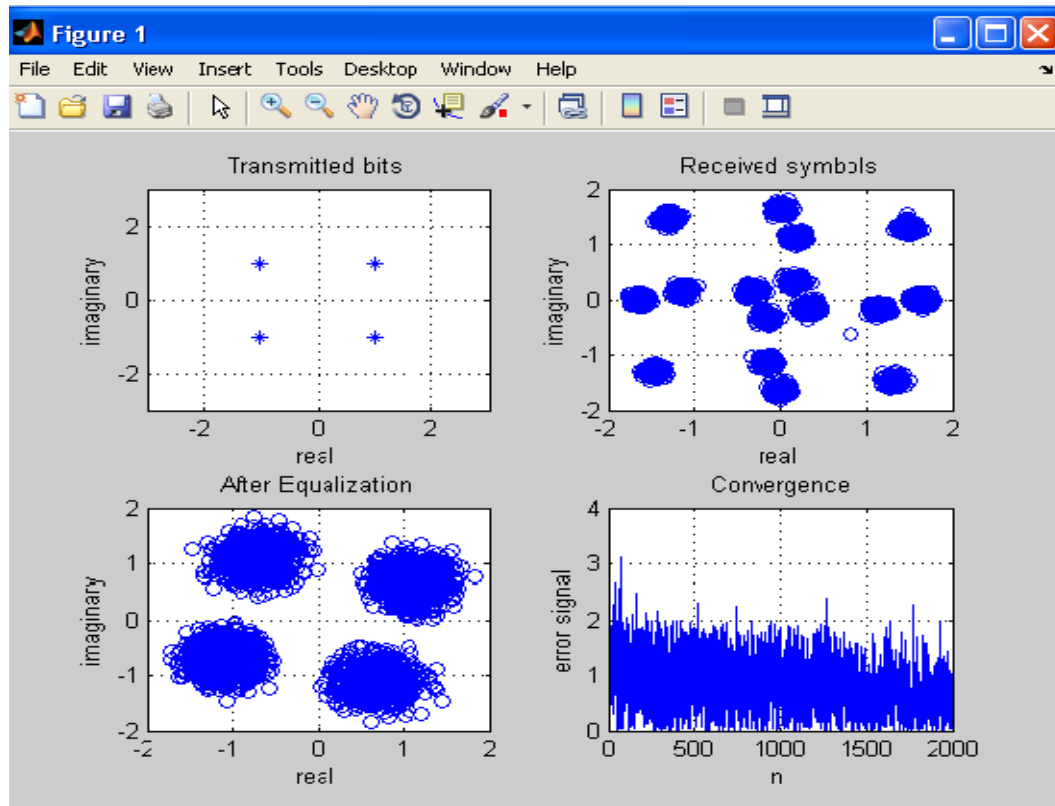 Figure 1
File Edit View Insert Tools Desktop Window Help
Transmitted bits
imaginary
2
0
-2
-2 0 2
real
Received symbols
imaginary
2
1
0
-1
-2
-2 -1 0 1 2
real
After Equalization
imaginary
2
1
0
-1
-2
-2 -1 0 1 2
real
Convergence
error signal
4
3
2
1
0
0 500 1000 1500 2000
n